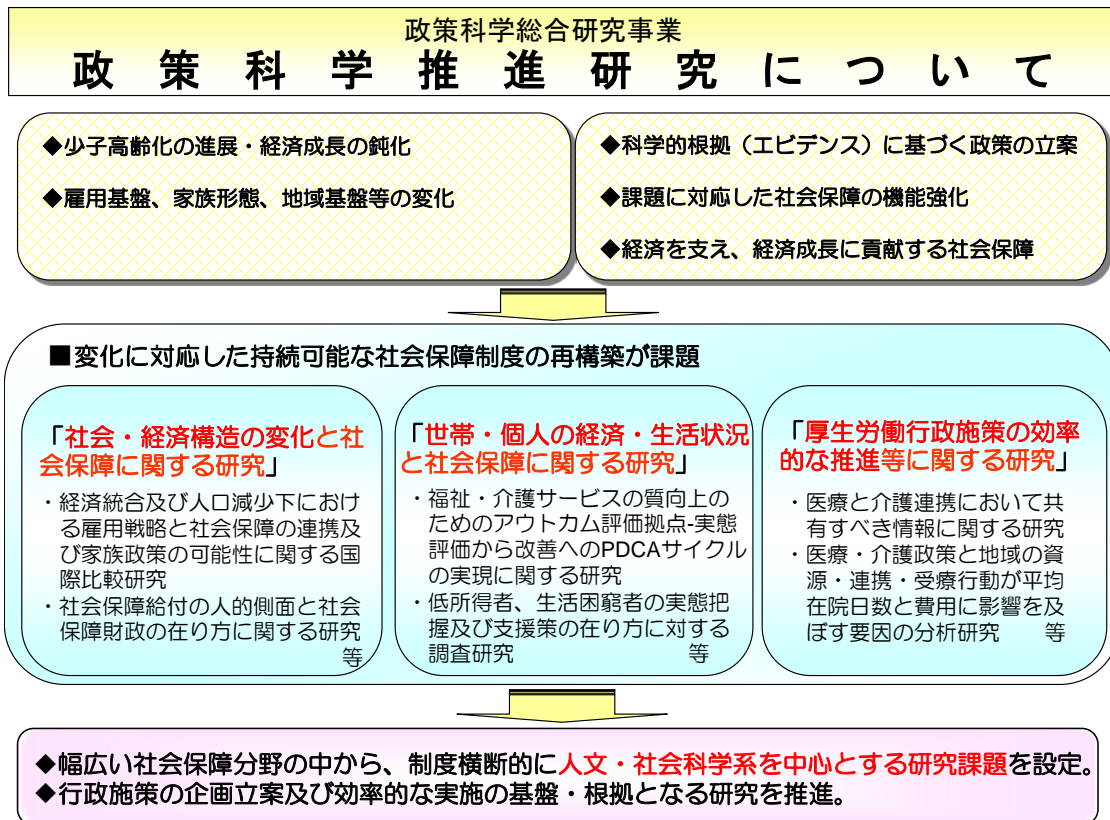 政策科学総合研究事業
政策科学推進研究について
◆少子高齢化の進展・経済成長の鈍化
◆雇用基盤、家族形態、地域基盤等の変化
◆科学的根拠（エビデンス）に基づく政策の立案
◆課題に対応した社会保障の機能強化
◆経済を支え、経済成長に貢献する社会保障
■変化に対応した持続可能な社会保障制度の再構築が課題
「社会・経済構造の変化と社
会保障に関する研究」
・経済統合及び人口減少下におけ
る雇用戦略と社会保障の連携及
び家族政策の可能性に関する国
際比較研究
・社会保障給付の人的側面と社会
保障財政の在り方に関する研究
等
「世帯・個人の経済・生活状況
と社会保障に関する研究」
・福祉・介護サービスの質向上の
ためのアウトカム評価拠点-実態
評価から改善へのPDCAサイクル
の実現に関する研究
・低所得者、生活困窮者の実態把
握及び支援策の在り方に対する
調査研究 等
「厚生労働行政施策の効率
的な推進等に関する研究」
・医療と介護連携において共
有すべき情報に関する研究
・医療・介護政策と地域の資
源・連携・受療行動が平均
在院日数と費用に影響を及
ぼす要因の分析研究 等
◆幅広い社会保障分野の中から、制度横断的に人文・社会科学系を中心とする研究課題を設定。
◆行政施策の企画立案及び効率的な実施の基盤・根拠となる研究を推進。